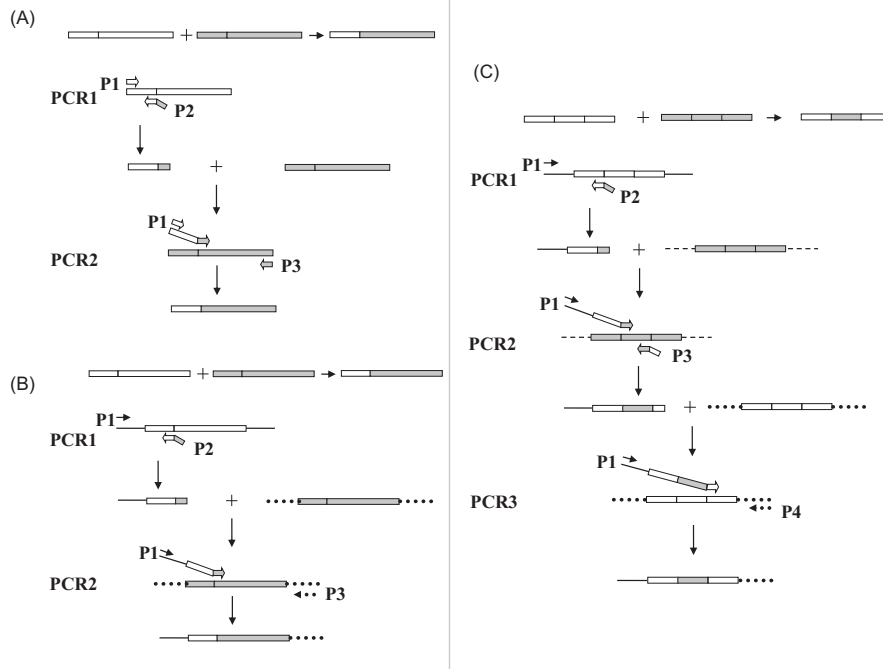 (A)
+
P1
PCR1
P2
+
P1
PCR2
P3
(B)
+
P1
PCR1
P2
+
P1
PCR2
P3
(C)
+
P1
PCR1
P2
+
P1
PCR2
P3
+
P1
PCR3
P4